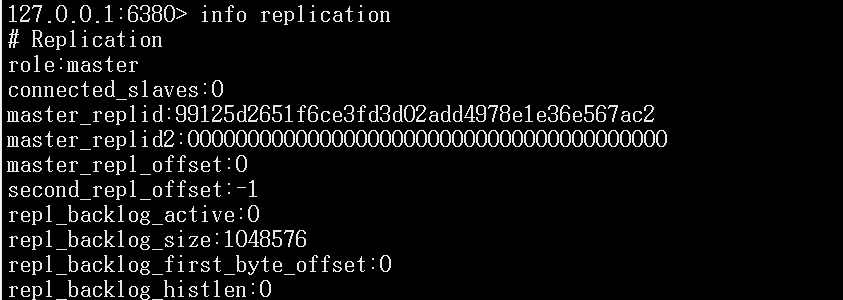 127.0.0.1:6380> info replication
# Replication
role:master
connected_slaves:0
master_replid:99125d2651f6ce3fd3d02add4978e1e36e567ac2
master_replid2:0000000000000000000000000000000000000000
master_repl_offset:0
second_repl_offset:-1
repl_backlog_active:0
repl_backlog_size:1048576
repl_backlog_first_byte_offset:0
repl_backlog_histlen:0